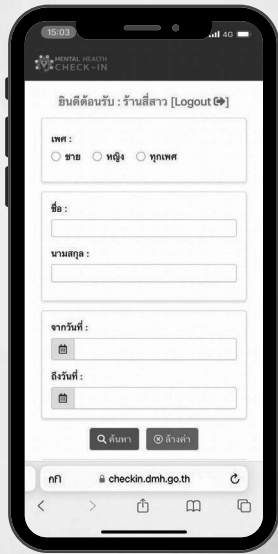 15:03
4G
MENTAL HEALTH
CHECK-IN
ยินดีต้อนรับ : ร้านสี่สาว [Logout]
เพศ :
ชาย หญิง ทุกเพศ
ชื่อ :
นามสกุล :
จากวันที่ :
ถึงวันที่ :
ค้นหา ล้างค่า
กก checkin.dmh.go.th